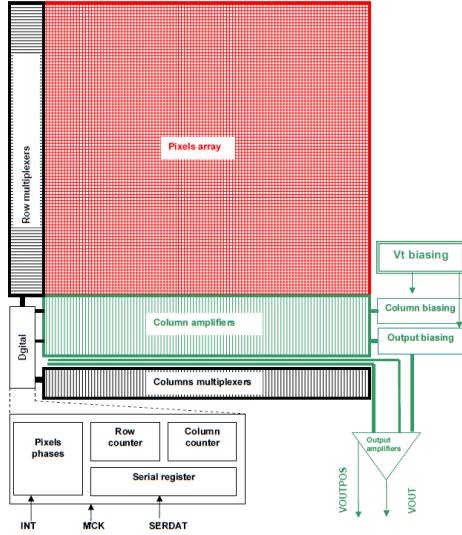 Row multiplexers
Pixels array
Vt biasing
Column biasing
Column amplifiers
Output biasing
Dgital
Columns multiplexers
Pixels
phases
Row
counter
Column
counter
Serial register
Output
amplifiers
VOUTPOS
VOUT
INT
MCK
SERDAT